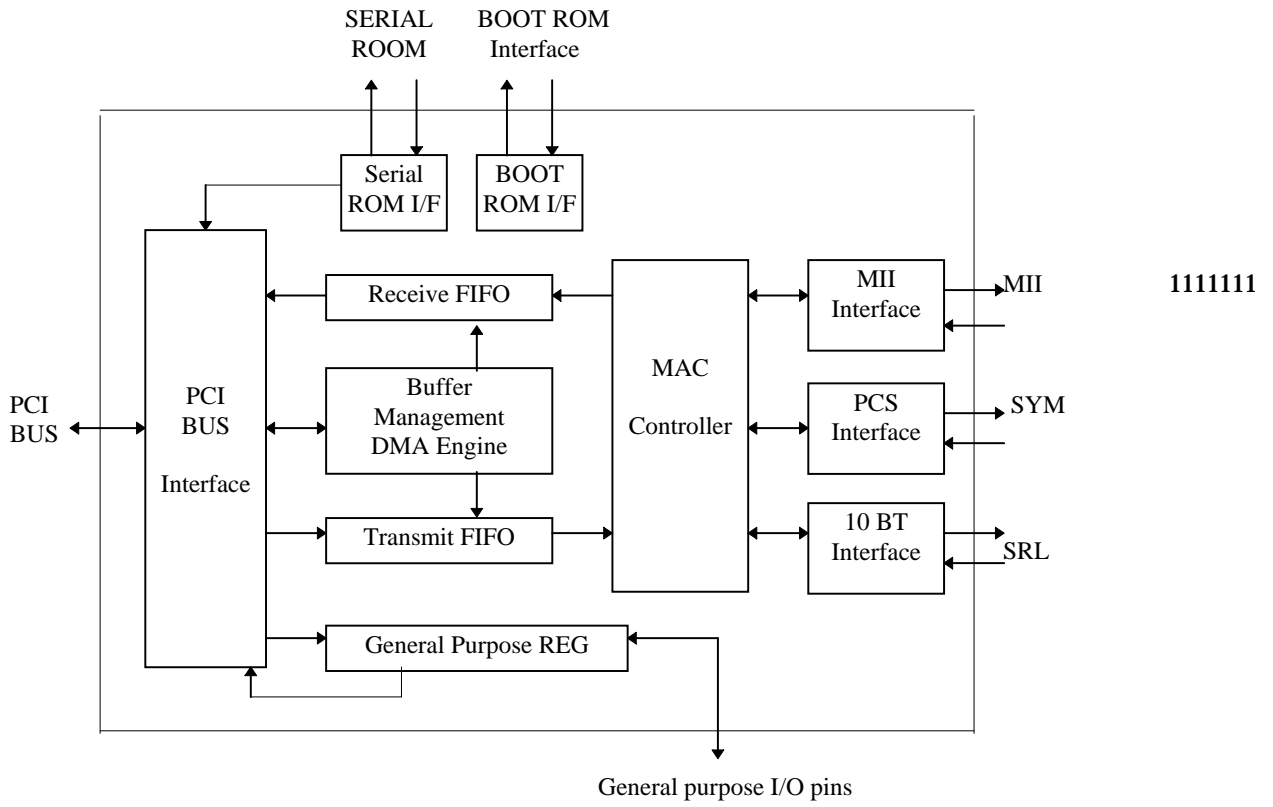 SERIAL
ROOM
BOOT ROM
Interface
Serial
ROM I/F
BOOT
ROM I/F
Receive FIFO
MII
Interface
MII
1111111
PCI
BUS
PCI
BUS
Interface
Buffer
Management
DMA Engine
MAC
Controller
PCS
Interface
SYM
Transmit FIFO
10 BT
Interface
SRL
General Purpose REG
General purpose I/O pins